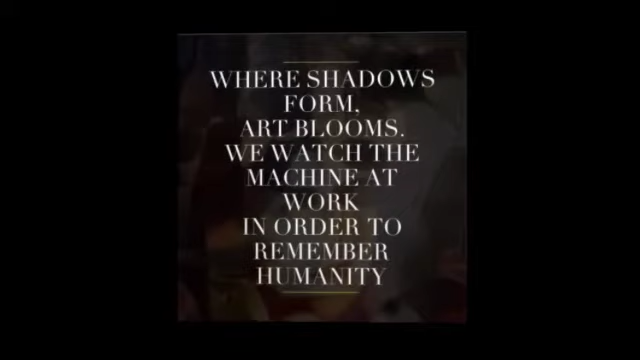 WHERE SHADOWS
FORM,
ART BLOOMS.
WE WATCH THE
MACHINE AT
WORK
IN ORDER TO
REMEMBER
HUMANITY